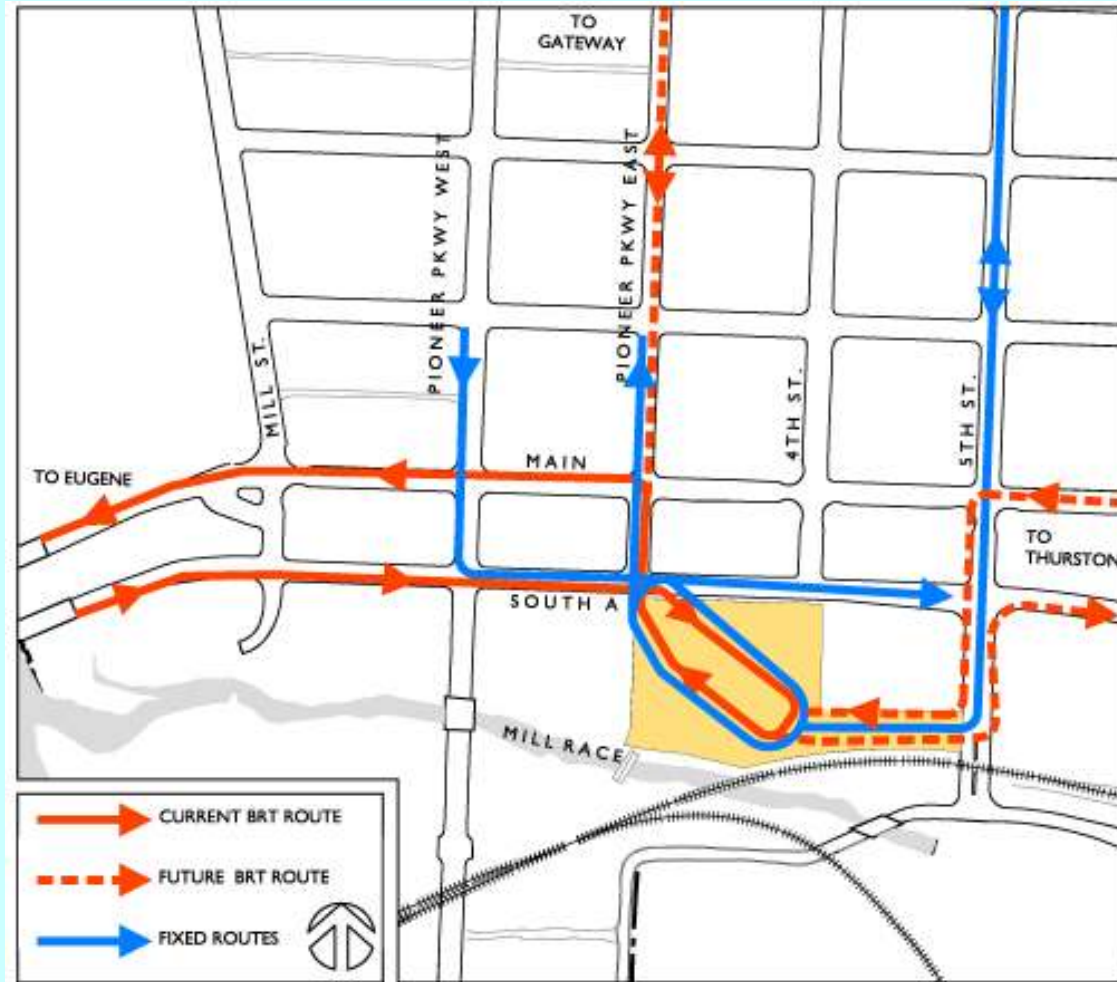 TO
GATEWAY
PIONEER PKWY WEST
PIONEER PKWY EAST
MILL ST.
4TH ST.
5TH ST.
MAIN
TO EUGENE
TO
THURSTON
SOUTH A
MILL RACE
CURRENT BRT ROUTE
FUTURE BRT ROUTE
FIXED ROUTES